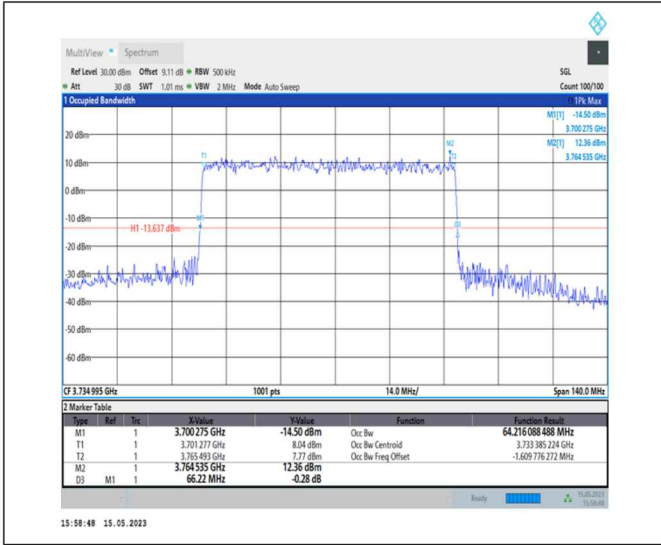 MultiView Spectrum
Ref Level 30.00 dBm Offset 9.11 dB RBW 500 kHz SGL
Att 30 dB SWT 1.01 ms VBW 2 MHz Mode Auto Sweep Count 100/100
1 Occupied Bandwidth 1Pk Max
M1[1] -14.50 dBm
3.700 275 GHz
M2[1] 12.36 dBm
3.764 535 GHz
20 dBm
M2
T1 T2
10 dBm
0 dBm
-10 dBm
M1
H1 -13.637 dBm
D3
-20 dBm
-30 dBm
-40 dBm
-50 dBm
-60 dBm
CF 3.734 995 GHz 1001 pts 14.0 MHz/ Span 140.0 MHz
2 Marker Table
Type Ref Trc X-Value Y-Value Function Function Result
M1 1 3.700 275 GHz -14.50 dBm Occ Bw 64.216 088 488 MHz
T1 1 3.701 277 GHz 8.04 dBm Occ Bw Centroid 3.733 385 224 GHz
T2 1 3.765 493 GHz 7.77 dBm Occ Bw Freq Offset -1.609 776 272 MHz
M2 1 3.764 535 GHz 12.36 dBm
D3 M1 1 66.22 MHz -0.28 dB
Ready 15.05.2023
15:58:48
15:58:48 15.05.2023